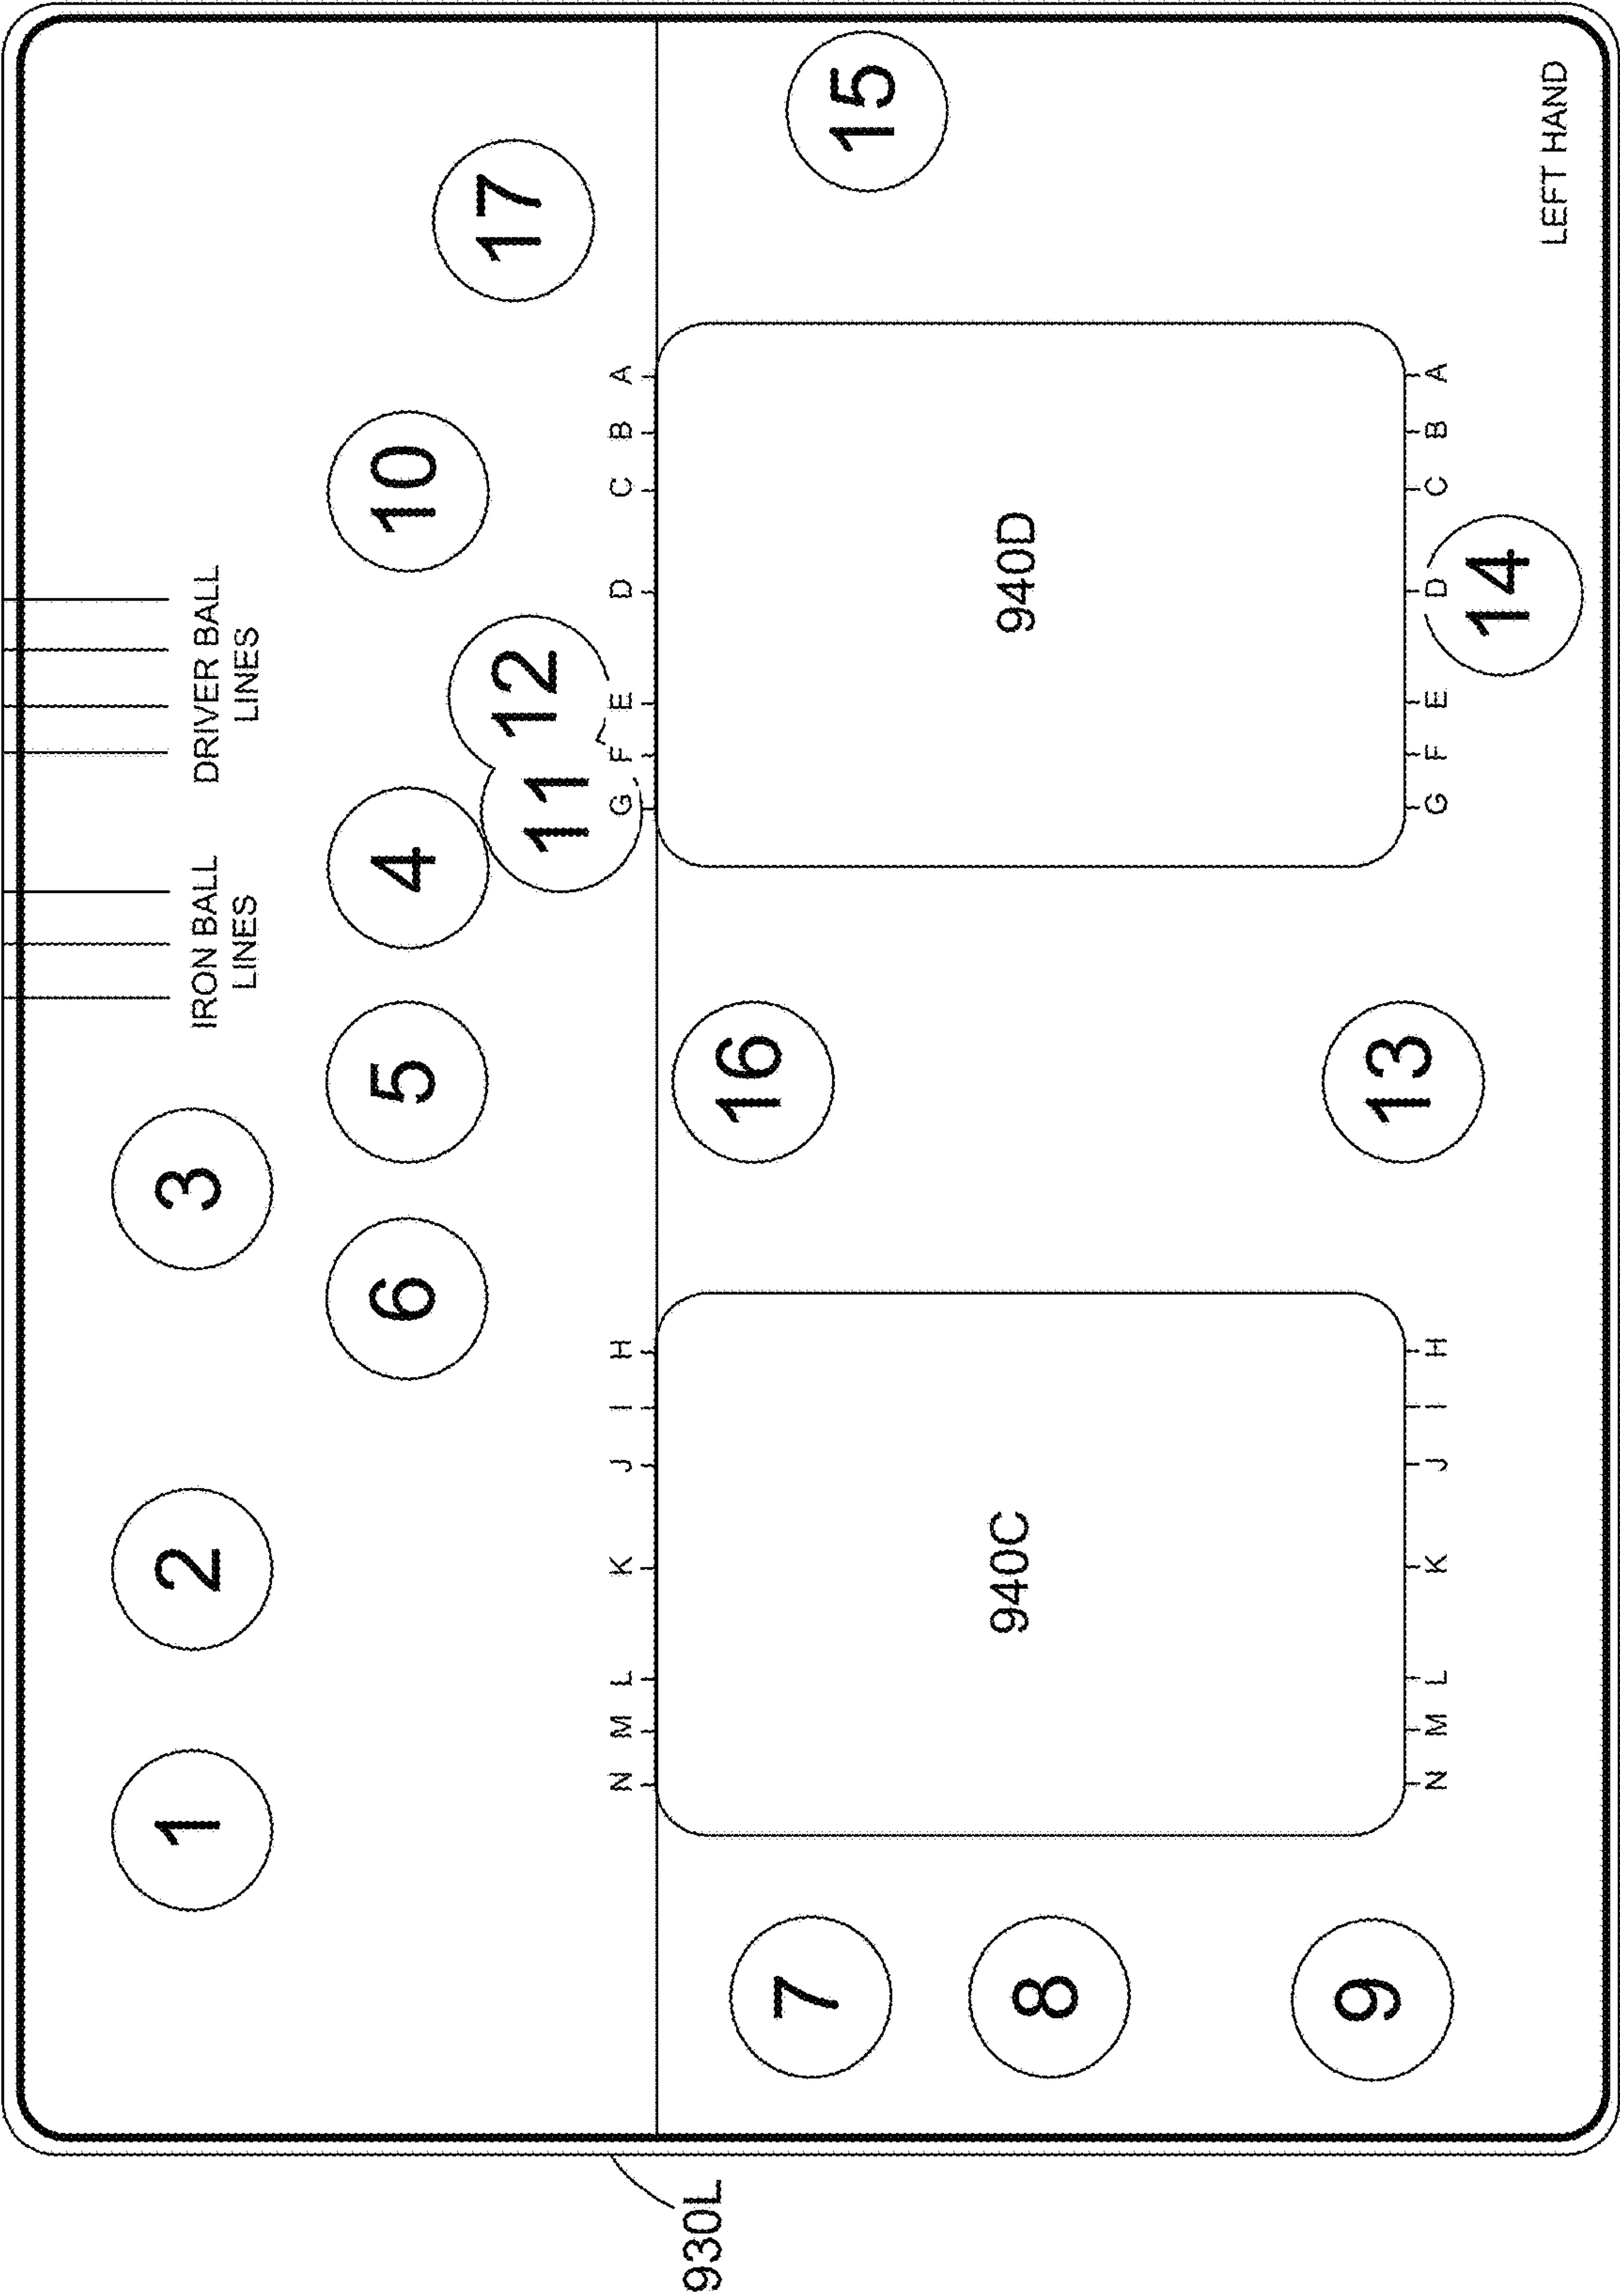 1 2 3
IRON BALL
LINES
DRIVER BALL
LINES
6 5 4 10
11 12 17
N M L K J I H G F E D C B A
930L
7 16 15
8 940C 940D
9 13
N M L K J I H G F E D C B A
14
LEFT HAND